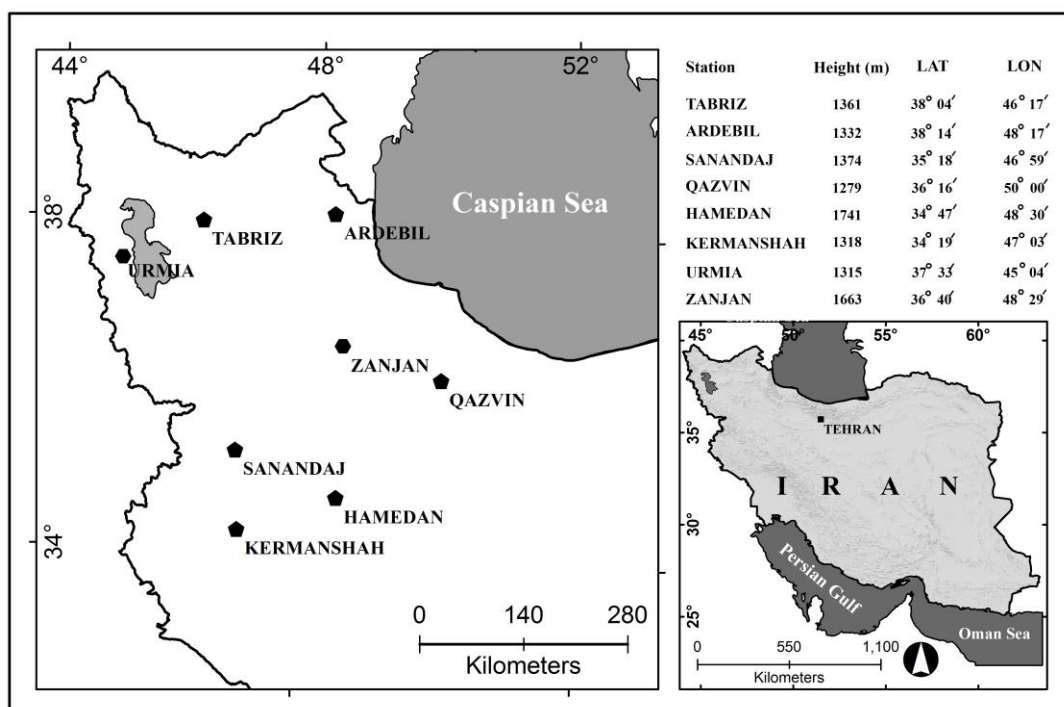 44° 48° 52°
38°
34°
Caspian Sea
TABRIZ
ARDEBIL
URMIA
ZANJAN
QAZVIN
SANANDAJ
HAMEDAN
KERMANSHAH
0 140 280
Kilometers
Station Height (m) LAT LON
TABRIZ 1361 38° 04′ 46° 17′
ARDEBIL 1332 38° 14′ 48° 17′
SANANDAJ 1374 35° 18′ 46° 59′
QAZVIN 1279 36° 16′ 50° 00′
HAMEDAN 1741 34° 47′ 48° 30′
KERMANSHAH 1318 34° 19′ 47° 03′
URMIA 1315 37° 33′ 45° 04′
ZANJAN 1663 36° 40′ 48° 29′
45° 50° 55° 60°
35°
30°
25°
TEHRAN
I R A N
Persian Gulf
Oman Sea
0 550 1,100
Kilometers